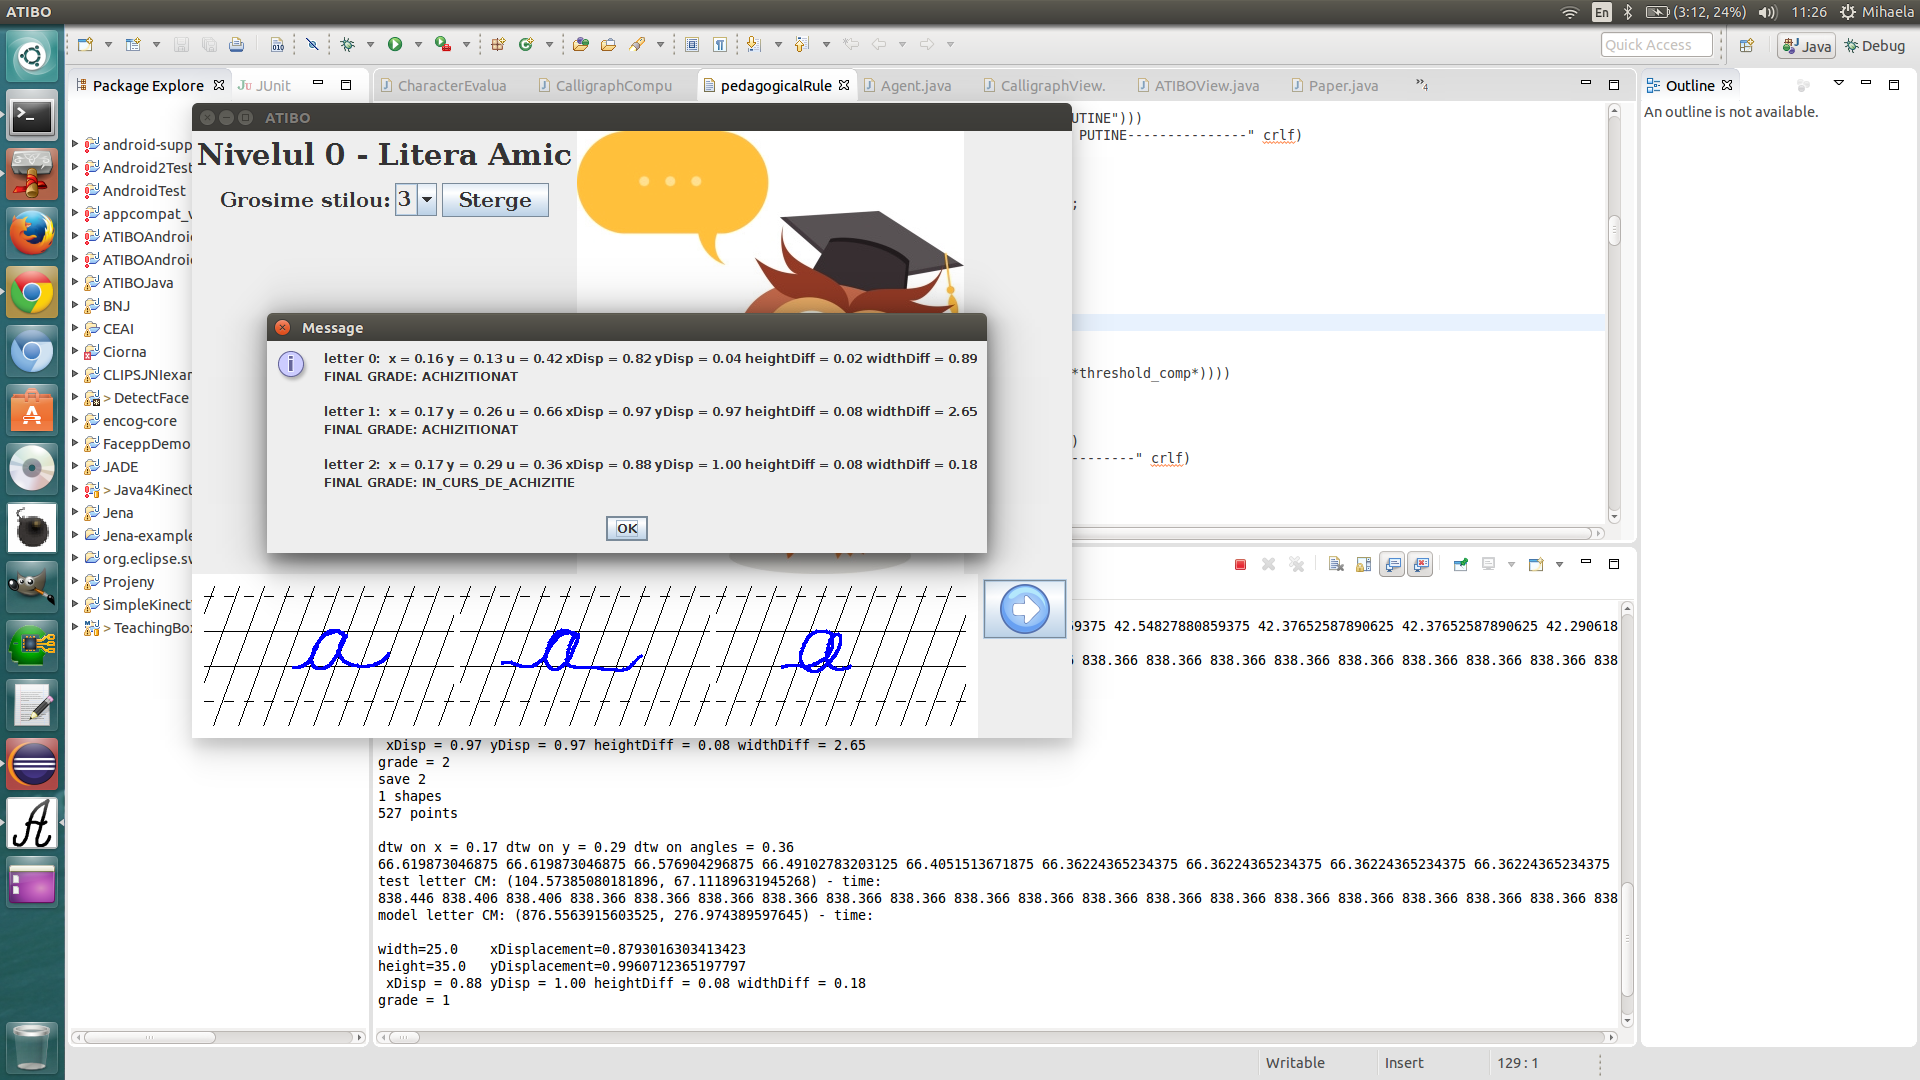 ATIBO
En
(3:12, 24%)
11:26
Mihaela
Quick Access
Java
Debug
Package Explore
JUnit
CharacterEvalua
CalligraphCompu
pedagogicalRule
Agent.java
CalligraphView.
ATIBOView.java
Paper.java
4
Outline
An outline is not available.
android-supp
Android2Test
AndroidTest
appcompat_v
ATIBOAndroi
ATIBOAndroi
ATIBOJava
BNJ
CEAI
Ciorna
CLIPSJNIexar
> DetectFace
encog-core
FaceppDemo
JADE
> Java4Kinect
Jena
Jena-example
org.eclipse.sv
Projeny
SimpleKinect
> TeachingBo
UTINE")))
PUTINE---------------" crlf)
;
*threshold_comp*))))
)
--------" crlf)
ATIBO
Nivelul 0 - Litera Amic
Grosime stilou: 3
Sterge
Message
letter 0: x = 0.16 y = 0.13 u = 0.42 xDisp = 0.82 yDisp = 0.04 heightDiff = 0.02 widthDiff = 0.89
FINAL GRADE: ACHIZITIONAT
letter 1: x = 0.17 y = 0.26 u = 0.66 xDisp = 0.97 yDisp = 0.97 heightDiff = 0.08 widthDiff = 2.65
FINAL GRADE: ACHIZITIONAT
letter 2: x = 0.17 y = 0.29 u = 0.36 xDisp = 0.88 yDisp = 1.00 heightDiff = 0.08 widthDiff = 0.18
FINAL GRADE: IN_CURS_DE_ACHIZITIE
OK
a a a
59375 42.54827880859375 42.37652587890625 42.37652587890625 42.290618
838.366 838.366 838.366 838.366 838.366 838.366 838.366 838.366 838
xDisp = 0.97 yDisp = 0.97 heightDiff = 0.08 widthDiff = 2.65
grade = 2
save 2
1 shapes
527 points
dtw on x = 0.17 dtw on y = 0.29 dtw on angles = 0.36
66.619873046875 66.619873046875 66.576904296875 66.49102783203125 66.4051513671875 66.36224365234375 66.36224365234375 66.36224365234375 66.36224365234375
test letter CM: (104.57385080181896, 67.11189631945268) - time:
838.446 838.406 838.406 838.366 838.366 838.366 838.366 838.366 838.366 838.366 838.366 838.366 838.366 838.366 838.366 838.366 838.366 838.366 838.366 838
model letter CM: (876.5563915603525, 276.974389597645) - time:
width=25.0 xDisplacement=0.8793016303413423
height=35.0 yDisplacement=0.9960712365197797
xDisp = 0.88 yDisp = 1.00 heightDiff = 0.08 widthDiff = 0.18
grade = 1
Writable
Insert
129 : 1